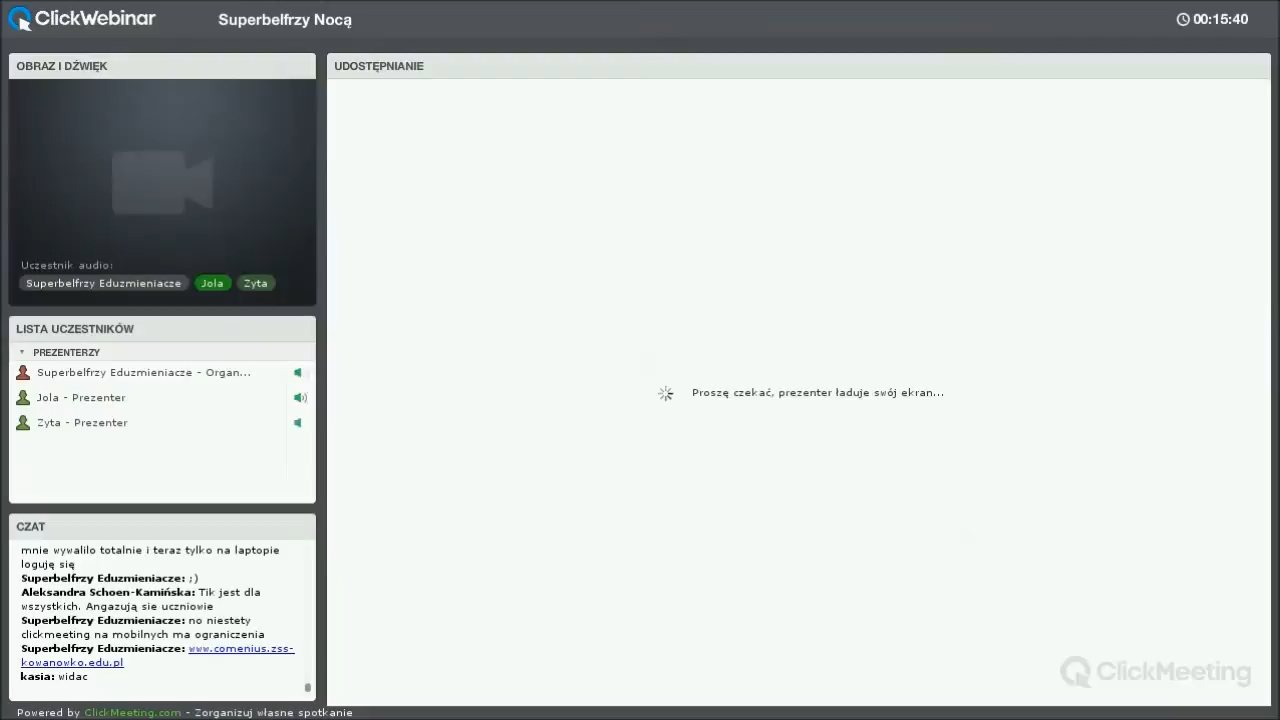 ClickWebinar
Superbelfrzy Nocą
00:15:40
OBRAZ I DŹWIĘK
Uczestnik audio:
Superbelfrzy Eduzmieniacze Jola Zyta
LISTA UCZESTNIKÓW
PREZENTERZY
Superbelfrzy Eduzmieniacze - Organ...
Jola - Prezenter
Zyta - Prezenter
CZAT
mnie wywalilo totalnie i teraz tylko na laptopie
loguję się
Superbelfrzy Eduzmieniacze: ;)
Aleksandra Schoen-Kamińska: Tik jest dla
wszystkich. Angazują sie uczniowie
Superbelfrzy Eduzmieniacze: no niestety
clickmeeting na mobilnych ma ograniczenia
Superbelfrzy Eduzmieniacze: www.comenius.zss-
kowanowko.edu.pl
kasia: widac
UDOSTĘPNIANIE
Proszę czekać, prezenter ładuje swój ekran...
ClickMeeting
Powered by ClickMeeting.com - Zorganizuj własne spotkanie